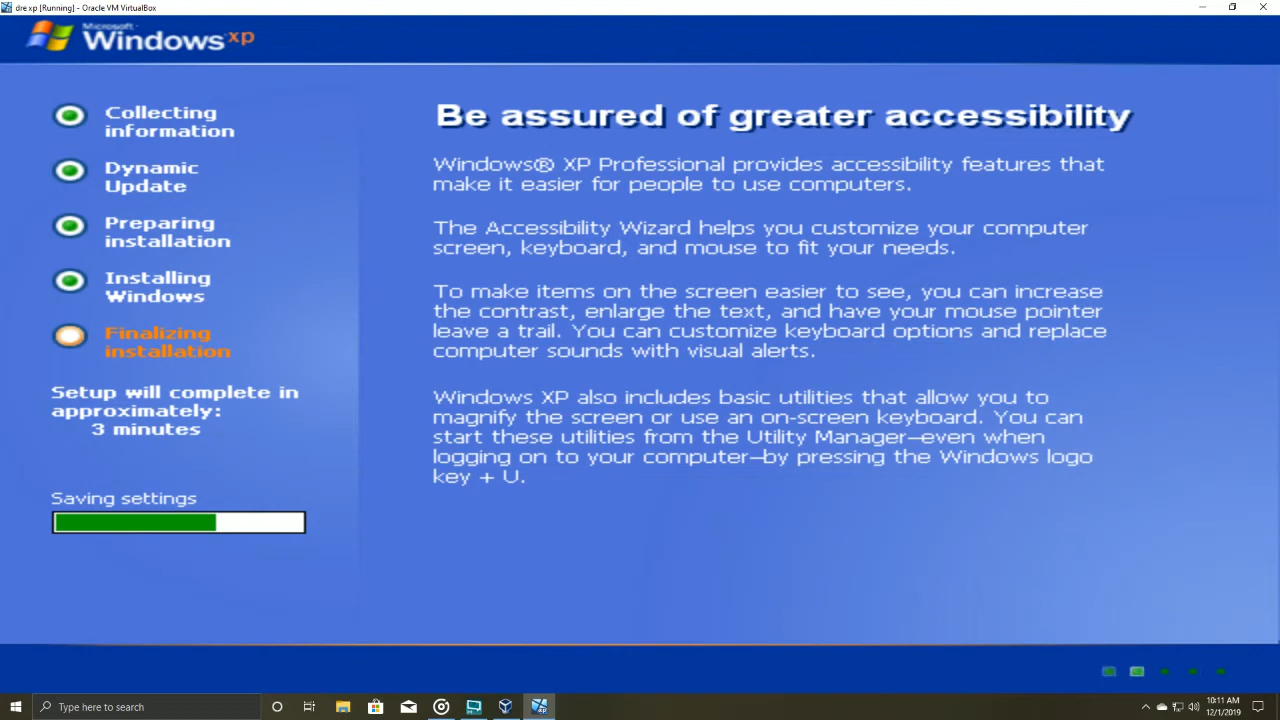 dre xp [Running] - Oracle VM VirtualBox
Microsoft
Windows xp
Collecting
information
Dynamic
Update
Preparing
installation
Installing
Windows
Finalizing
installation
Setup will complete in
approximately:
3 minutes
Saving settings
Be assured of greater accessibility
Windows® XP Professional provides accessibility features that
make it easier for people to use computers.
The Accessibility Wizard helps you customize your computer
screen, keyboard, and mouse to fit your needs.
To make items on the screen easier to see, you can increase
the contrast, enlarge the text, and have your mouse pointer
leave a trail. You can customize keyboard options and replace
computer sounds with visual alerts.
Windows XP also includes basic utilities that allow you to
magnify the screen or use an on-screen keyboard. You can
start these utilities from the Utility Manager—even when
logging on to your computer—by pressing the Windows logo
key + U.
Type here to search
10:11 AM
12/1/2019